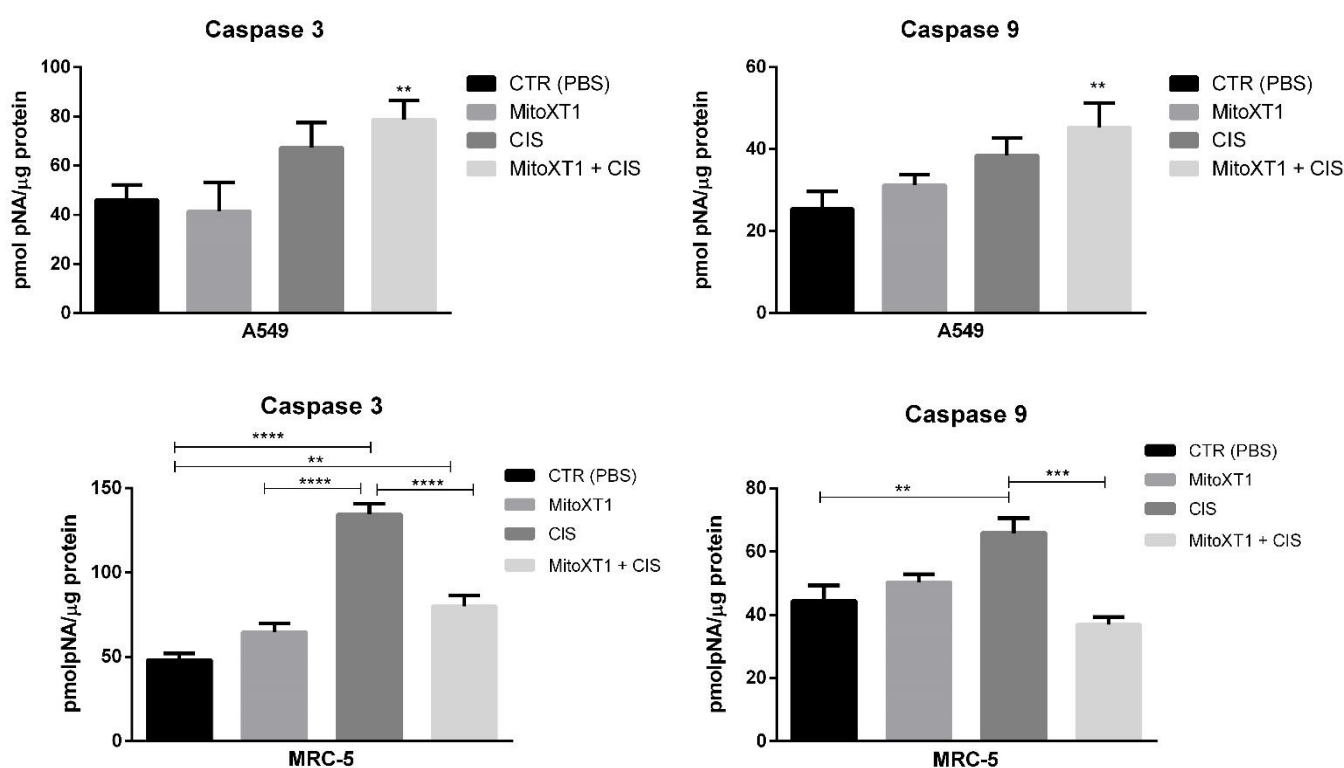 Caspase 3
100
80
60
40
20
0
pmol pNA/μg protein
**
A549
CTR (PBS)
MitoXT1
CIS
MitoXT1 + CIS
Caspase 9
60
40
20
0
pmol pNA/μg protein
**
A549
CTR (PBS)
MitoXT1
CIS
MitoXT1 + CIS
Caspase 3
****
**
****
****
150
100
50
0
pmolpNA/μg protein
MRC-5
CTR (PBS)
MitoXT1
CIS
MitoXT1 + CIS
Caspase 9
**
***
80
60
40
20
0
pmolpNA/μg protein
MRC-5
CTR (PBS)
MitoXT1
CIS
MitoXT1 + CIS